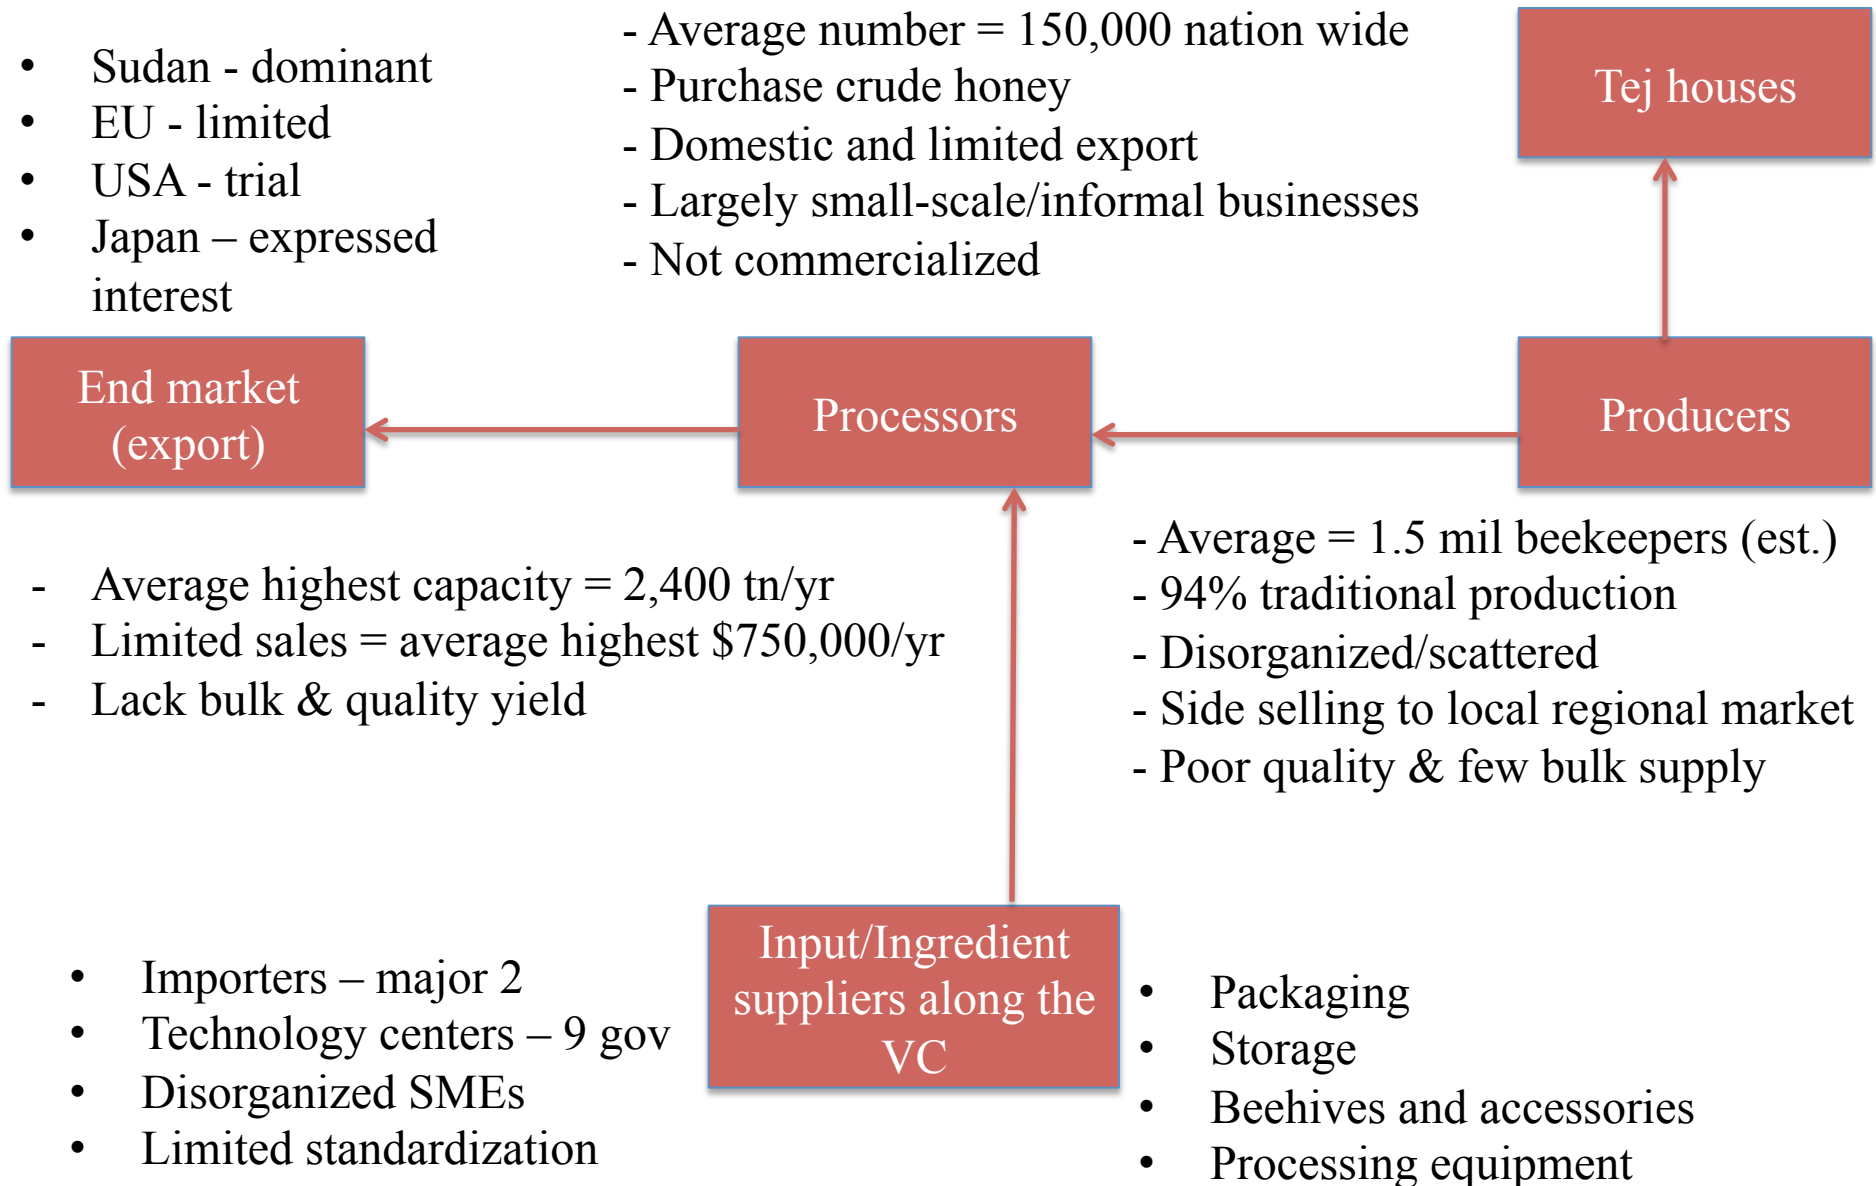 • Sudan - dominant
• EU - limited
• USA - trial
• Japan – expressed
interest
- Average number = 150,000 nation wide
- Purchase crude honey
- Domestic and limited export
- Largely small-scale/informal businesses
- Not commercialized
Tej houses
End market
(export)
Processors
Producers
- Average highest capacity = 2,400 tn/yr
- Limited sales = average highest $750,000/yr
- Lack bulk & quality yield
- Average = 1.5 mil beekeepers (est.)
- 94% traditional production
- Disorganized/scattered
- Side selling to local regional market
- Poor quality & few bulk supply
• Importers – major 2
• Technology centers – 9 gov
• Disorganized SMEs
• Limited standardization
Input/Ingredient
suppliers along the
VC
• Packaging
• Storage
• Beehives and accessories
• Processing equipment